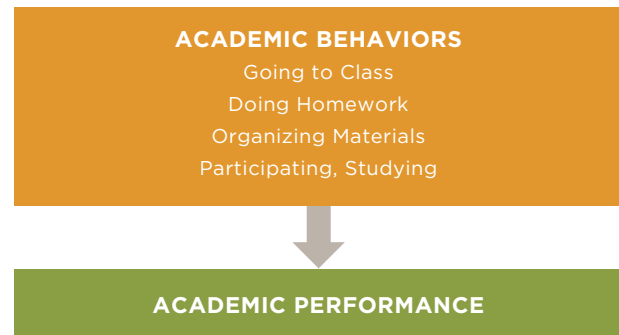 ACADEMIC BEHAVIORS
Going to Class
Doing Homework
Organizing Materials
Participating, Studying
ACADEMIC PERFORMANCE